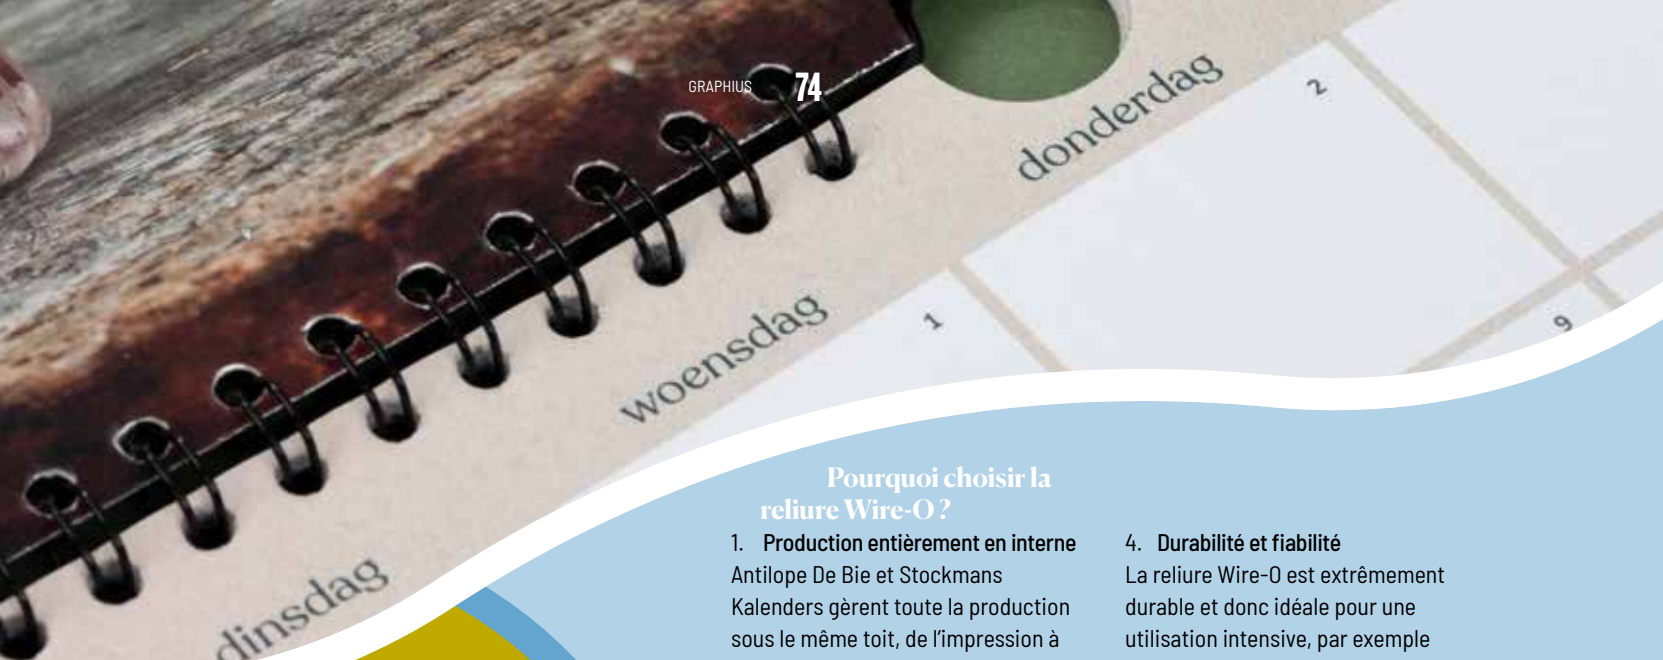 GRAPHIUS 74
donderdag
2
woensdag
1
9
dinsdag
Pourquoi choisir la
reliure Wire-O ?
1. Production entièrement en interne
Antilope De Bie et Stockmans
Kalenders gèrent toute la production
sous le même toit, de l'impression à
4. Durabilité et fiabilité
La reliure Wire-O est extrêmement
durable et donc idéale pour une
utilisation intensive, par exemple